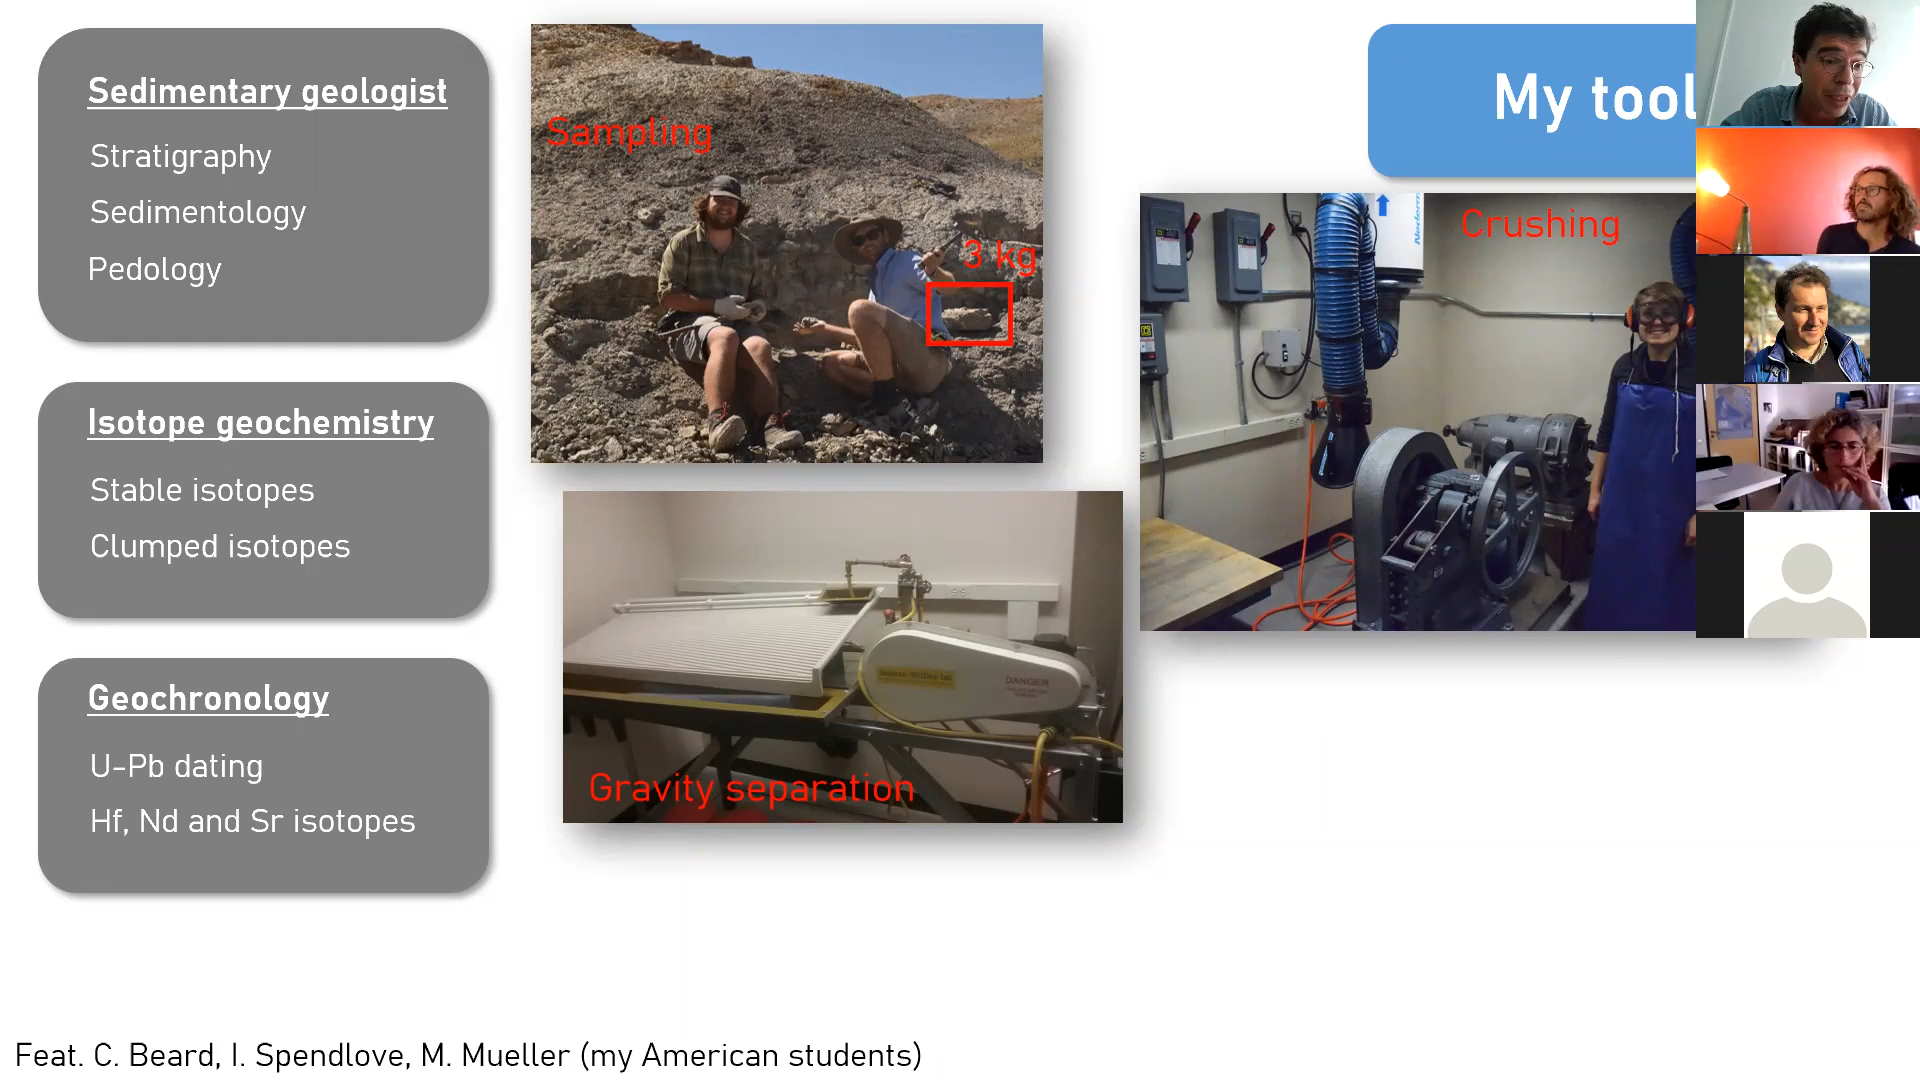 Sedimentary geologist
Stratigraphy
Sedimentology
Pedology
Isotope geochemistry
Stable isotopes
Clumped isotopes
Geochronology
U-Pb dating
Hf, Nd and Sr isotopes
Sampling
3 kg
My tool
Crushing
Gravity separation
DANGER
Feat. C. Beard, I. Spendlove, M. Mueller (my American students)